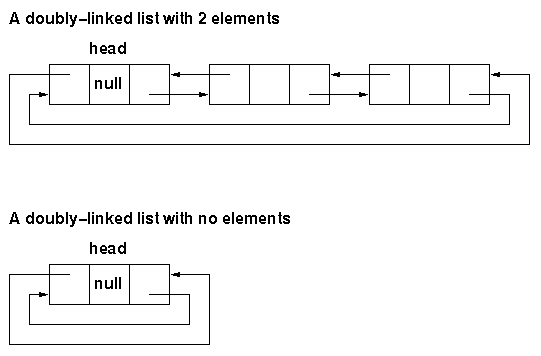 A doubly-linked list with 2 elements
head
null
A doubly-linked list with no elements
head
null